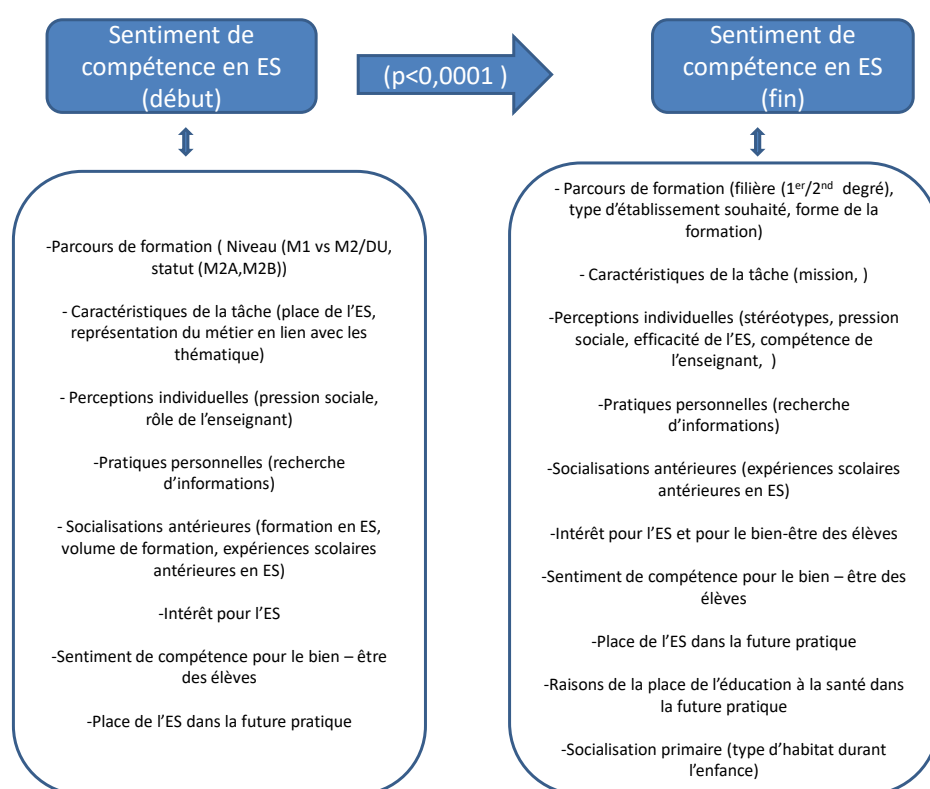 Sentiment de
compétence en ES
(début)
(p<0,0001 )
Sentiment de
compétence en ES
(fin)
-Parcours de formation ( Niveau (M1 vs M2/DU,
statut (M2A,M2B))
- Caractéristiques de la tâche (place de l'ES,
représentation du métier en lien avec les
thématique)
- Perceptions individuelles (pression sociale,
rôle de l'enseignant)
-Pratiques personnelles (recherche
d'informations)
- Socialisations antérieures (formation en ES,
volume de formation, expériences scolaires
antérieures en ES)
-Intérêt pour l'ES
-Sentiment de compétence pour le bien – être
des élèves
-Place de l'ES dans la future pratique
- Parcours de formation (filière (1er/2nd degré),
type d'établissement souhaité, forme de la
formation)
- Caractéristiques de la tâche (mission, )
-Perceptions individuelles (stéréotypes, pression
sociale, efficacité de l'ES, compétence de
l'enseignant, )
-Pratiques personnelles (recherche
d'informations)
-Socialisations antérieures (expériences scolaires
antérieures en ES)
-Intérêt pour l'ES et pour le bien-être des élèves
-Sentiment de compétence pour le bien – être des
élèves
-Place de l'ES dans la future pratique
-Raisons de la place de l'éducation à la santé dans
la future pratique
-Socialisation primaire (type d'habitat durant
l'enfance)